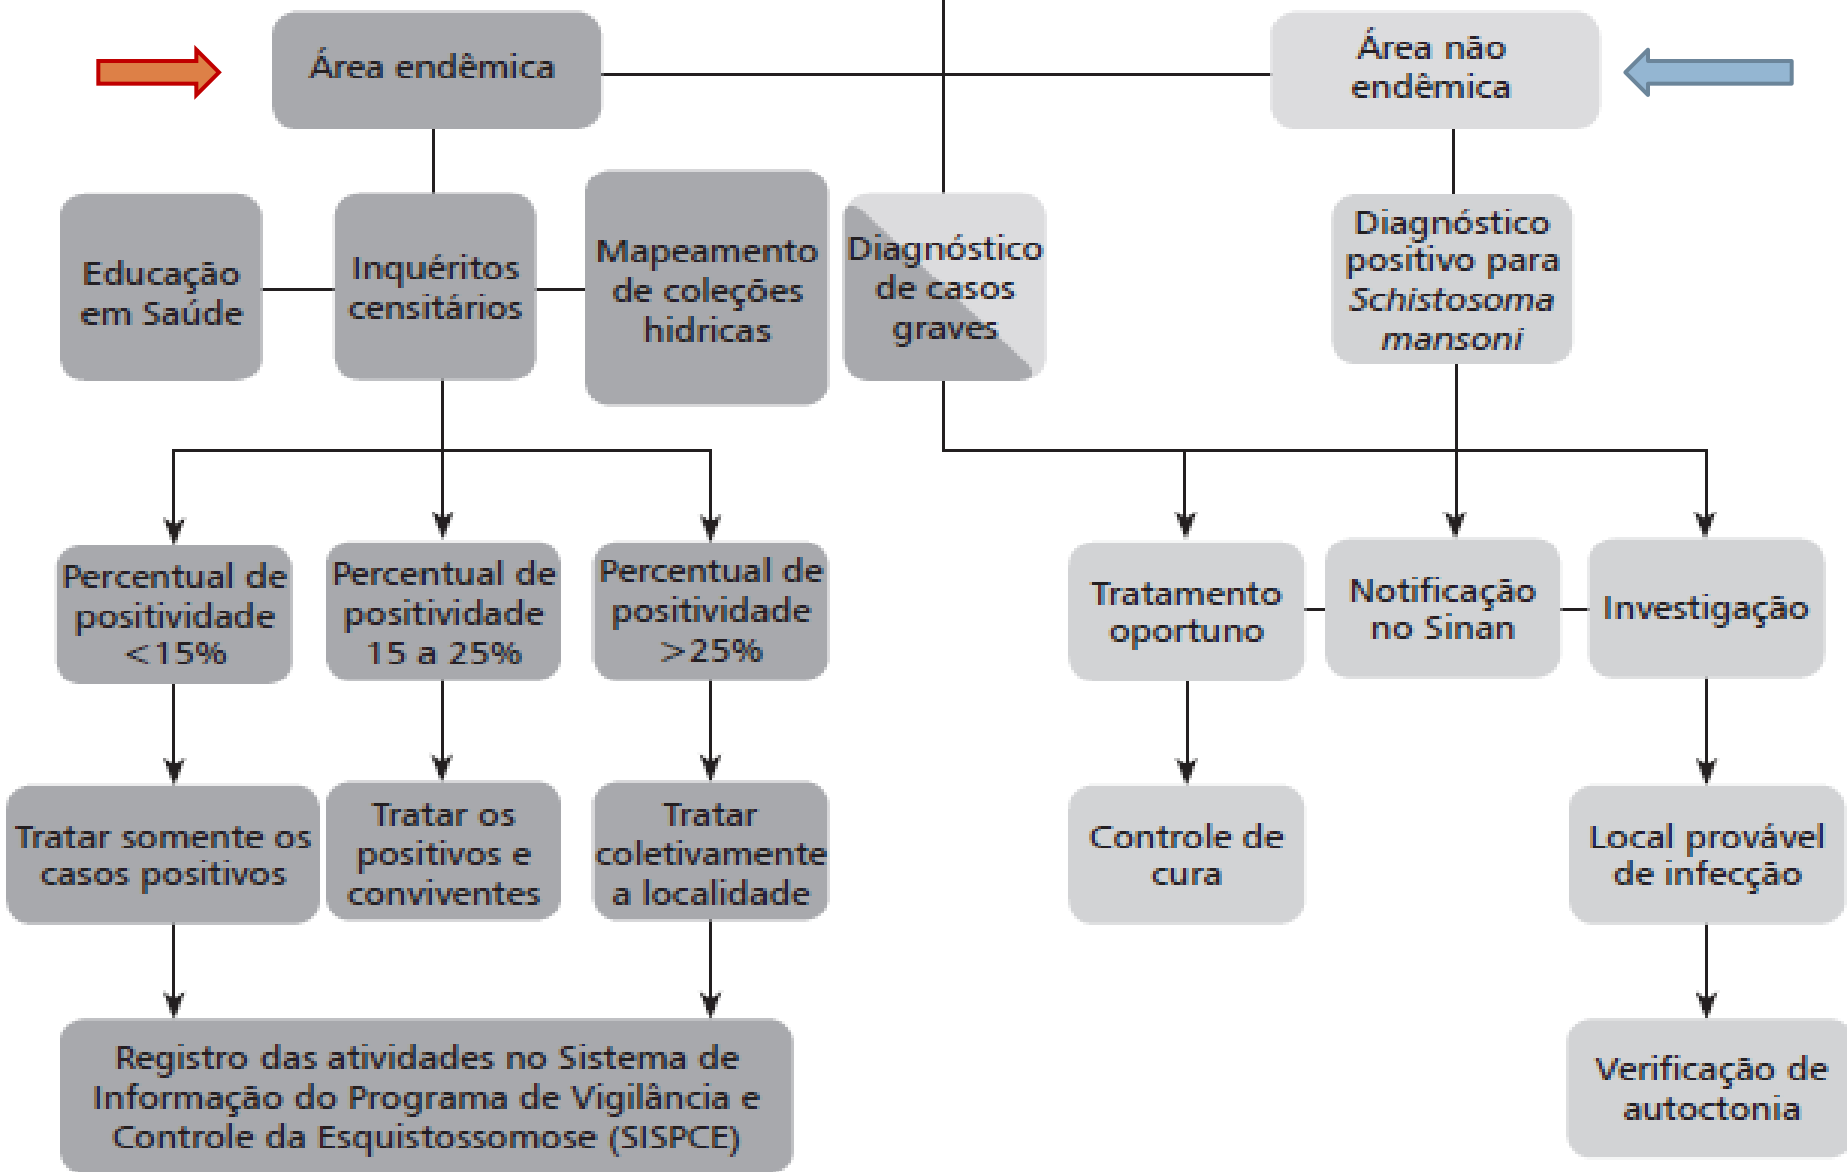 Área endêmica
Área não
endêmica
Educação
em Saúde
Inquéritos
censitários
Mapeamento
de coleções
hidricas
Diagnóstico
de casos
graves
Diagnóstico
positivo para
Schistosoma
mansoni
Percentual de
positividade
<15%
Percentual de
positividade
15 a 25%
Percentual de
positividade
>25%
Tratamento
oportuno
Notificação
no Sinan
Investigação
Tratar somente os
casos positivos
Tratar os
positivos e
conviventes
Tratar
coletivamente
a localidade
Controle de
cura
Local provável
de infecção
Registro das atividades no Sistema de
Informação do Programa de Vigilância e
Controle da Esquistossomose (SISPCE)
Verificação de
autoctonia